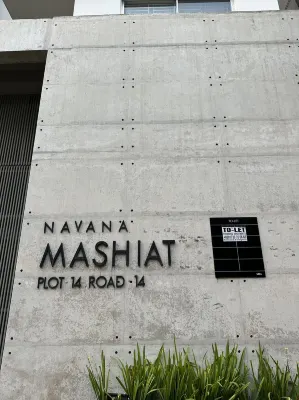 NAVANA
MASHIAT
PLOT 14 ROAD 14
TO-LET